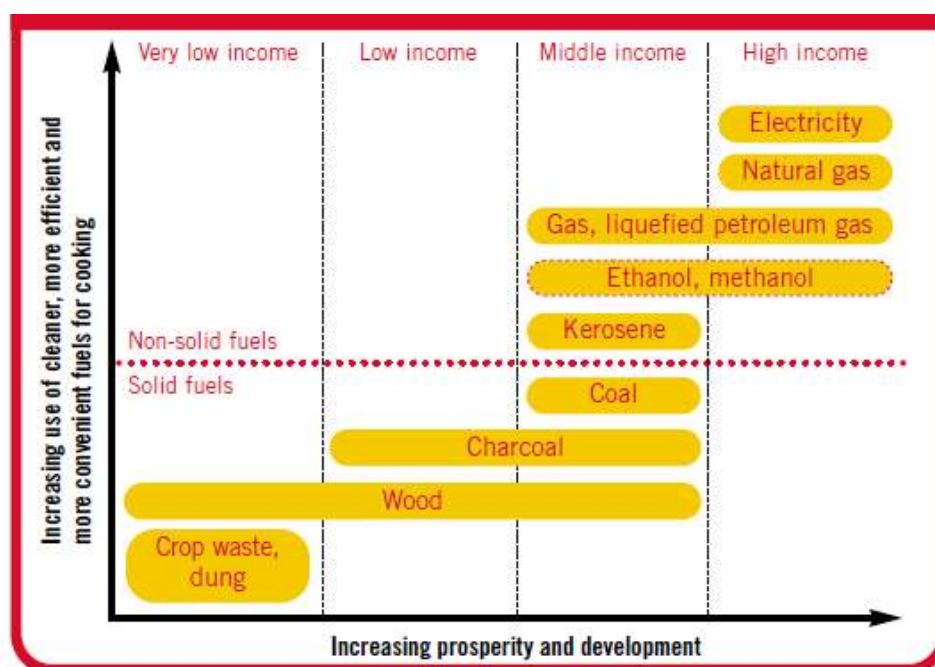 Very low income
Low income
Middle income
High income
Increasing use of cleaner, more efficient and
more convenient fuels for cooking
Electricity
Natural gas
Gas, liquefied petroleum gas
Ethanol, methanol
Kerosene
Non-solid fuels
Solid fuels
Coal
Charcoal
Wood
Crop waste,
dung
Increasing prosperity and development